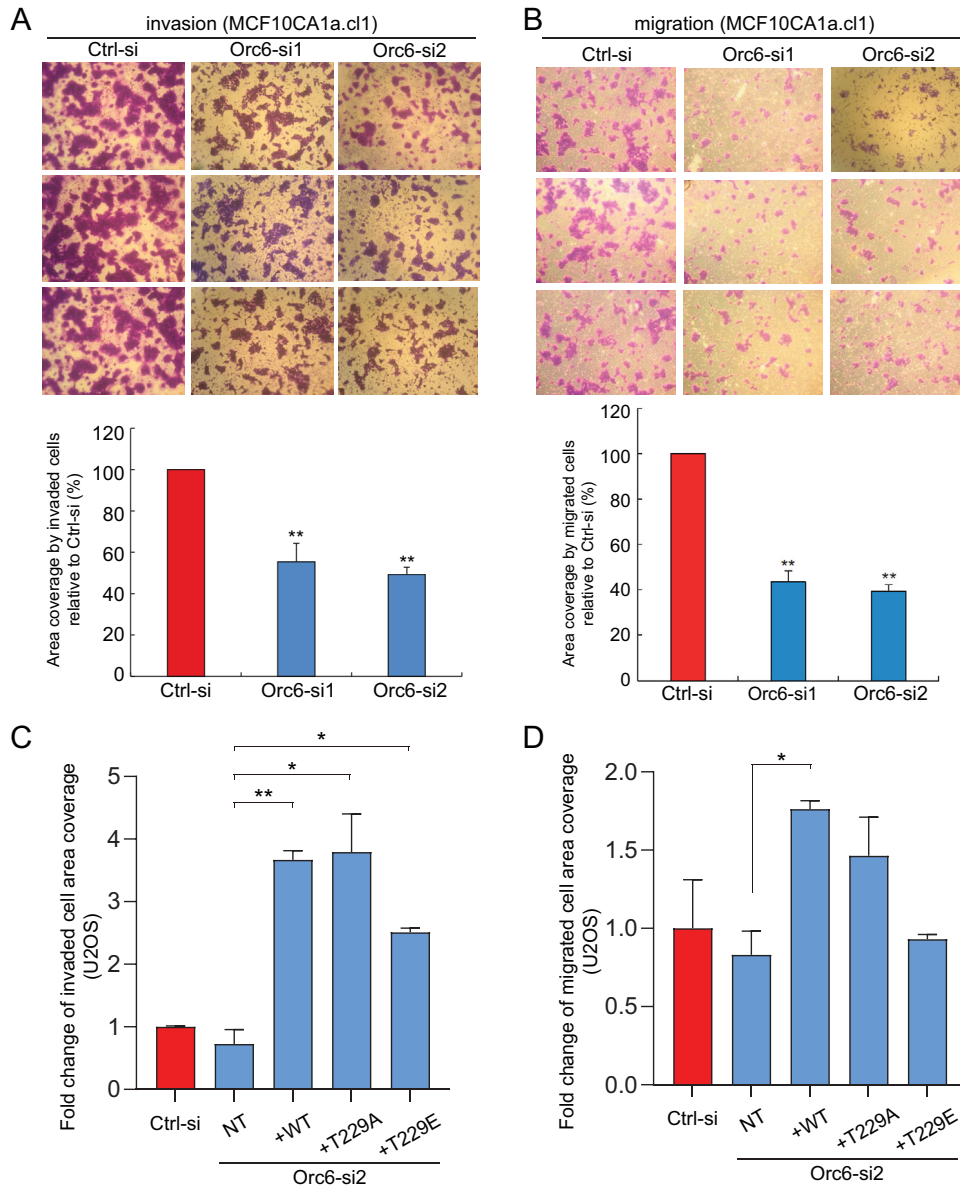 A
invasion (MCF10CA1a.cl1)
Ctrl-si Orc6-si1 Orc6-si2
Area coverage by invaded cells
relative to Ctrl-si (%)
120
100
80
60
40
20
0
**
**
Ctrl-si Orc6-si1 Orc6-si2
B
migration (MCF10CA1a.cl1)
Ctrl-si Orc6-si1 Orc6-si2
Area coverage by migrated cells
relative to Ctrl-si (%)
120
100
120
80
60
40
20
0
**
**
Ctrl-si Orc6-si1 Orc6-si2
C
Fold change of invaded cell area coverage
(U2OS)
5
4
3
2
1
0
*
*
**
Ctrl-si NT +WT +T229A +T229E
Orc6-si2
D
Fold change of migrated cell area coverage
(U2OS)
2.0
1.5
1.0
0.5
0.0
*
Ctrl-si NT +WT +T229A +T229E
Orc6-si2